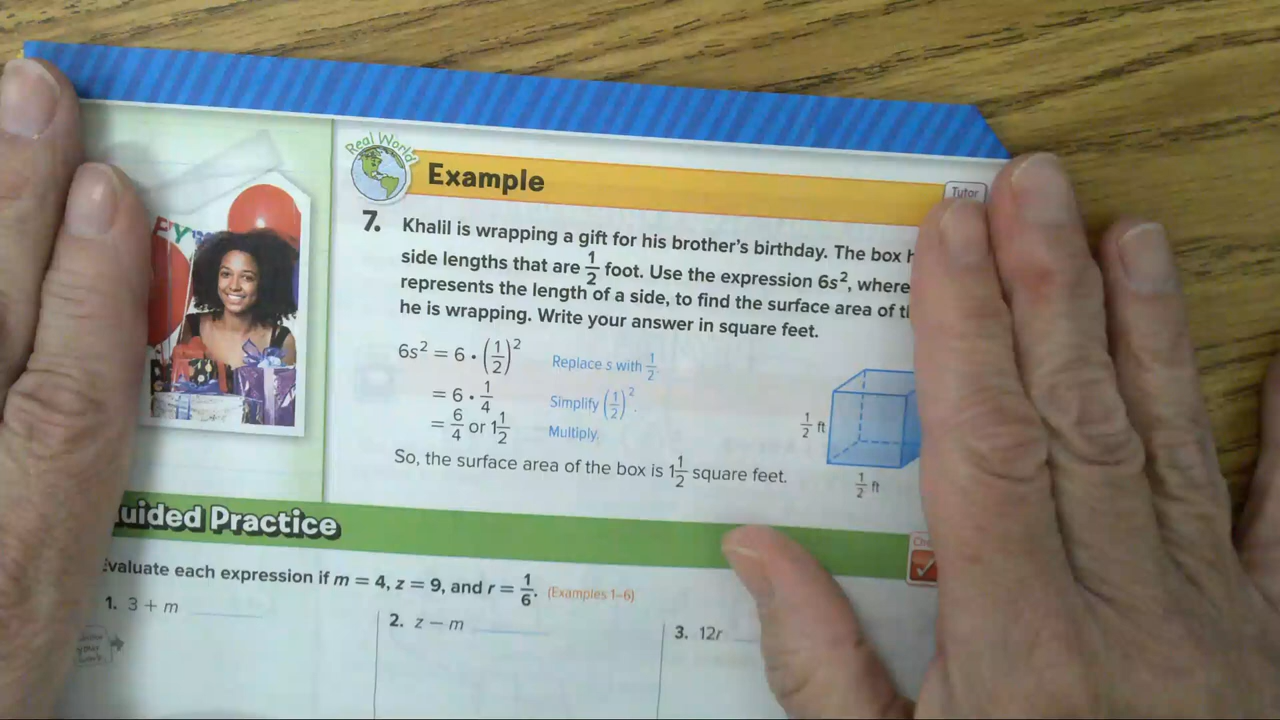 Real World
Example
Tutor
7. Khalil is wrapping a gift for his brother's birthday. The box
side lengths that are 1/2 foot. Use the expression 6s², where
represents the length of a side, to find the surface area of
he is wrapping. Write your answer in square feet.
6s² = 6 · (1/2)² Replace s with 1/2.
= 6 · 1/4 Simplify (1/2)².
= 6/4 or 1 1/2 Multiply.
So, the surface area of the box is 1 1/2 square feet.
1/2 ft
1/2 ft
uided Practice
Evaluate each expression if m = 4, z = 9, and r = 1/6. (Examples 1–6)
1. 3 + m
2. z − m
3. 12r